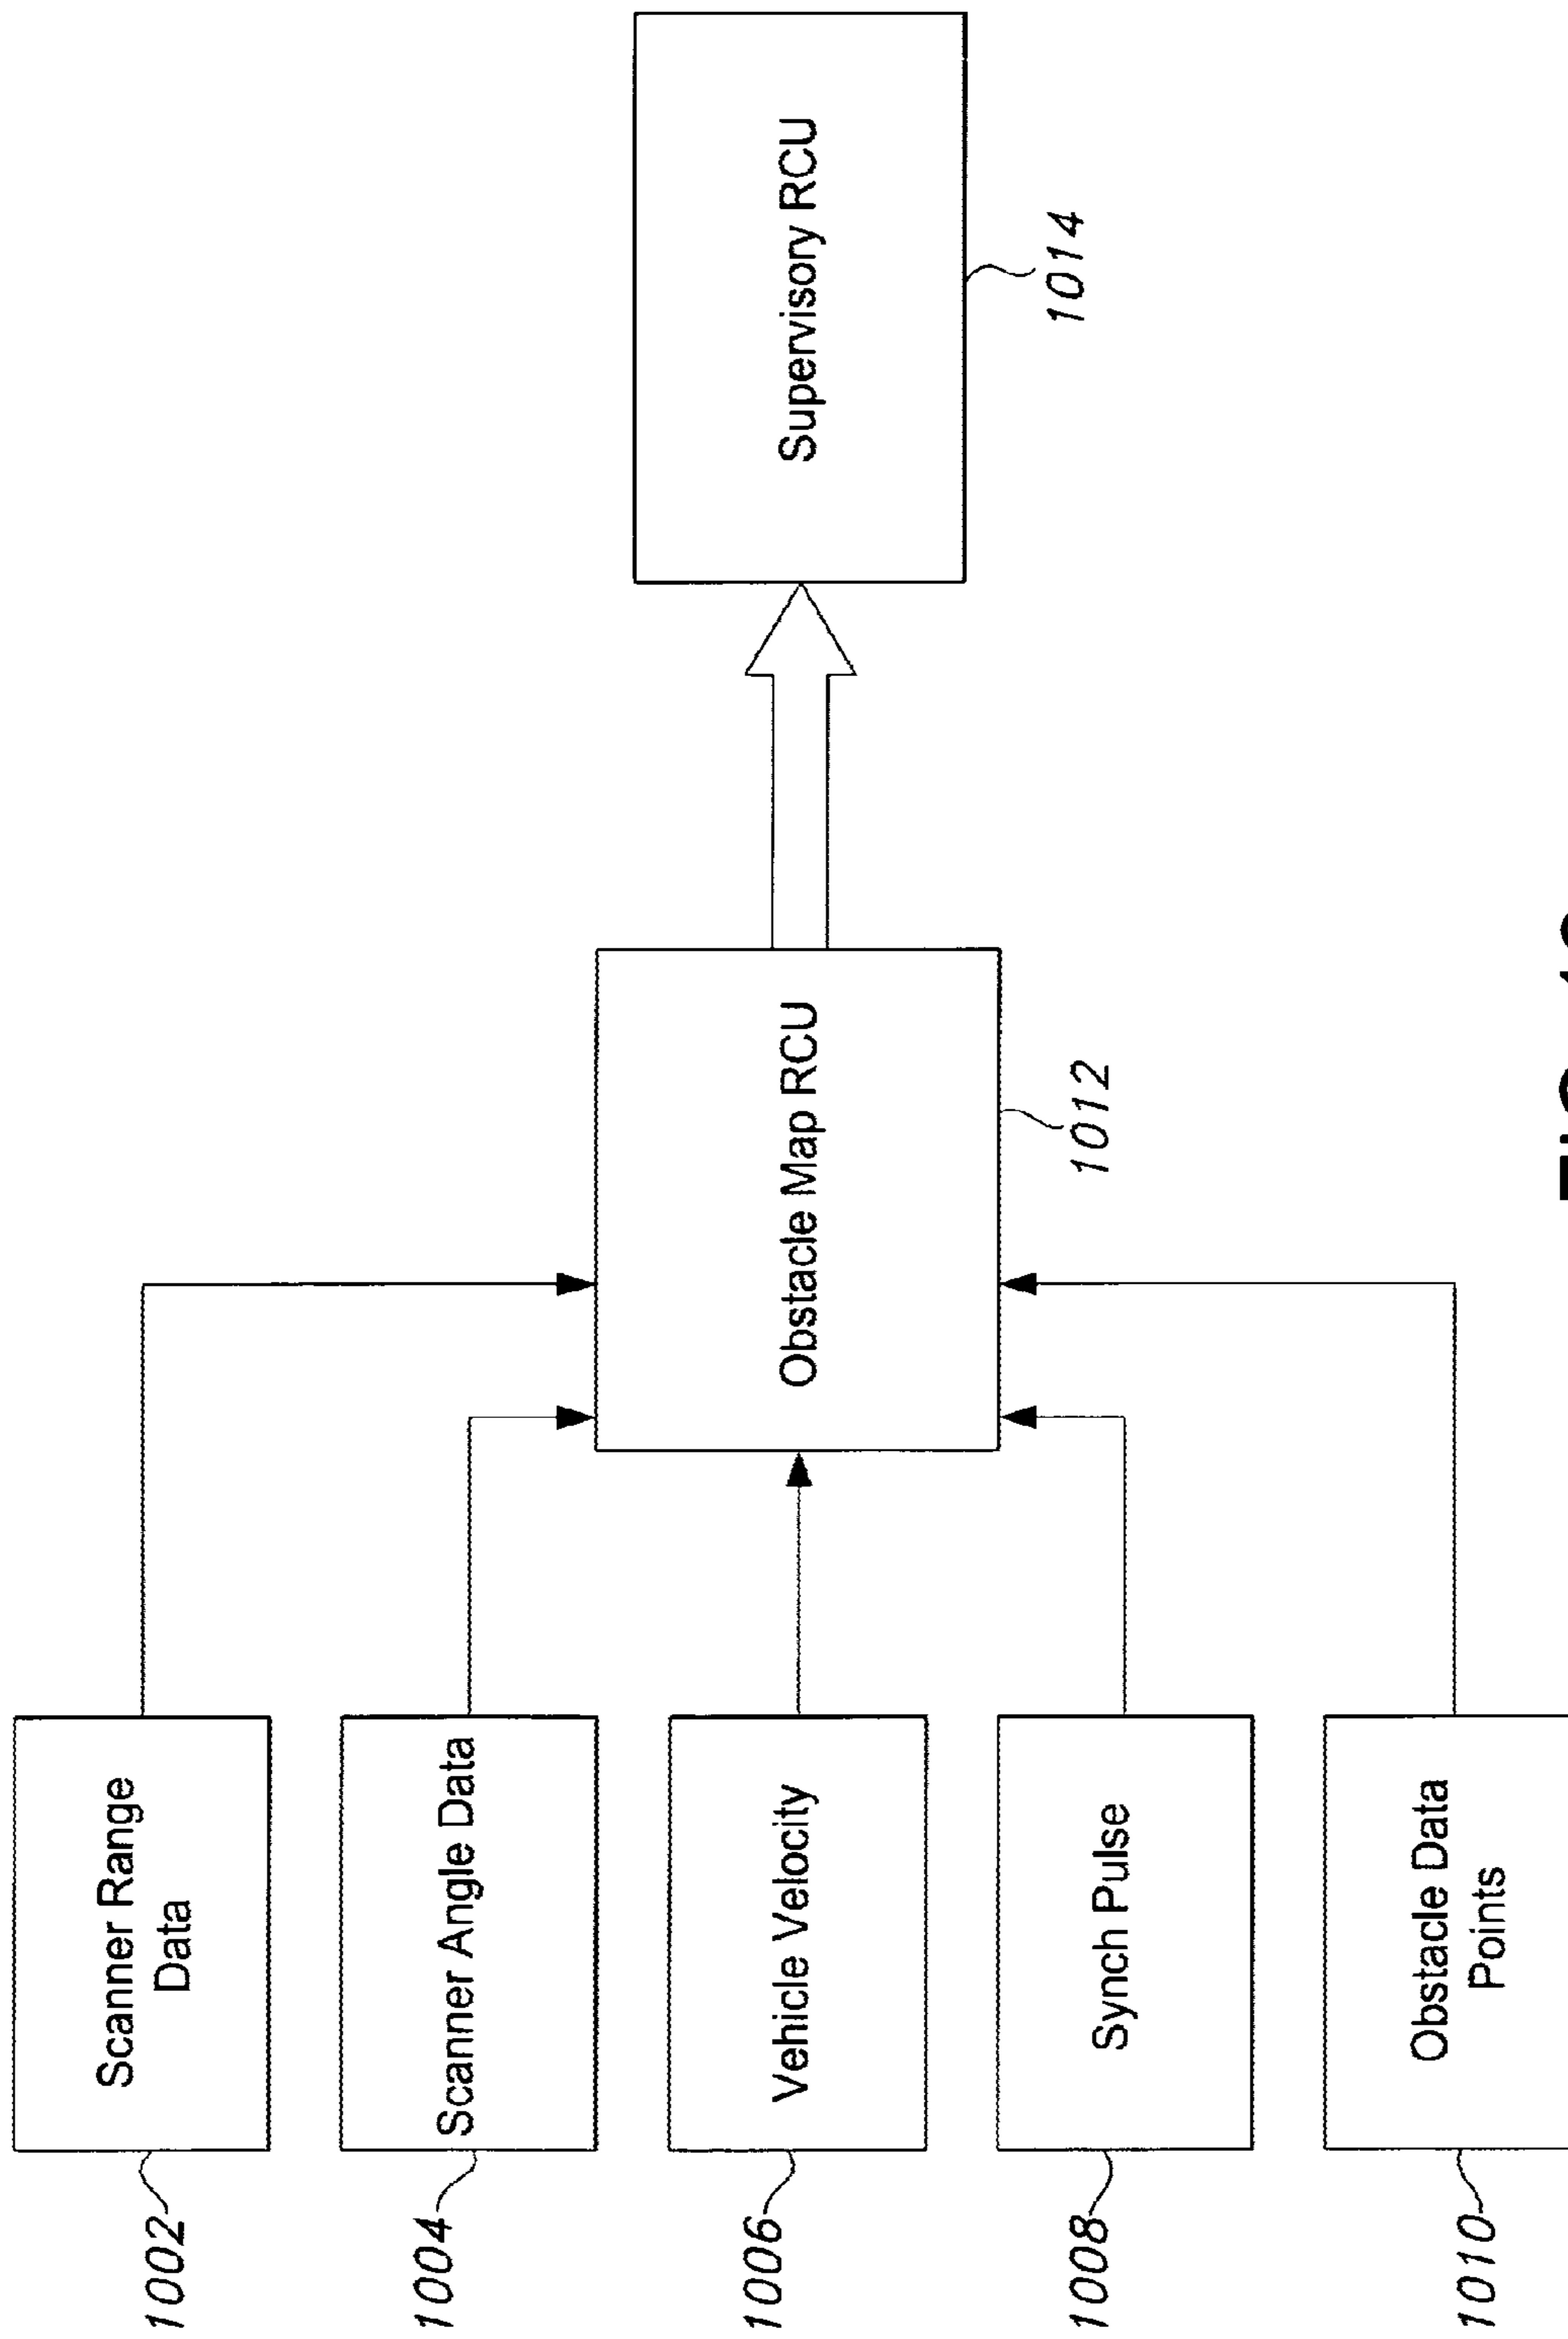 1002
Scanner Range
Data
1004
Scanner Angle Data
1006
Vehicle Velocity
1008
Synch Pulse
1010
Obstacle Data
Points
Obstacle Map RCU
1012
Supervisory RCU
1014